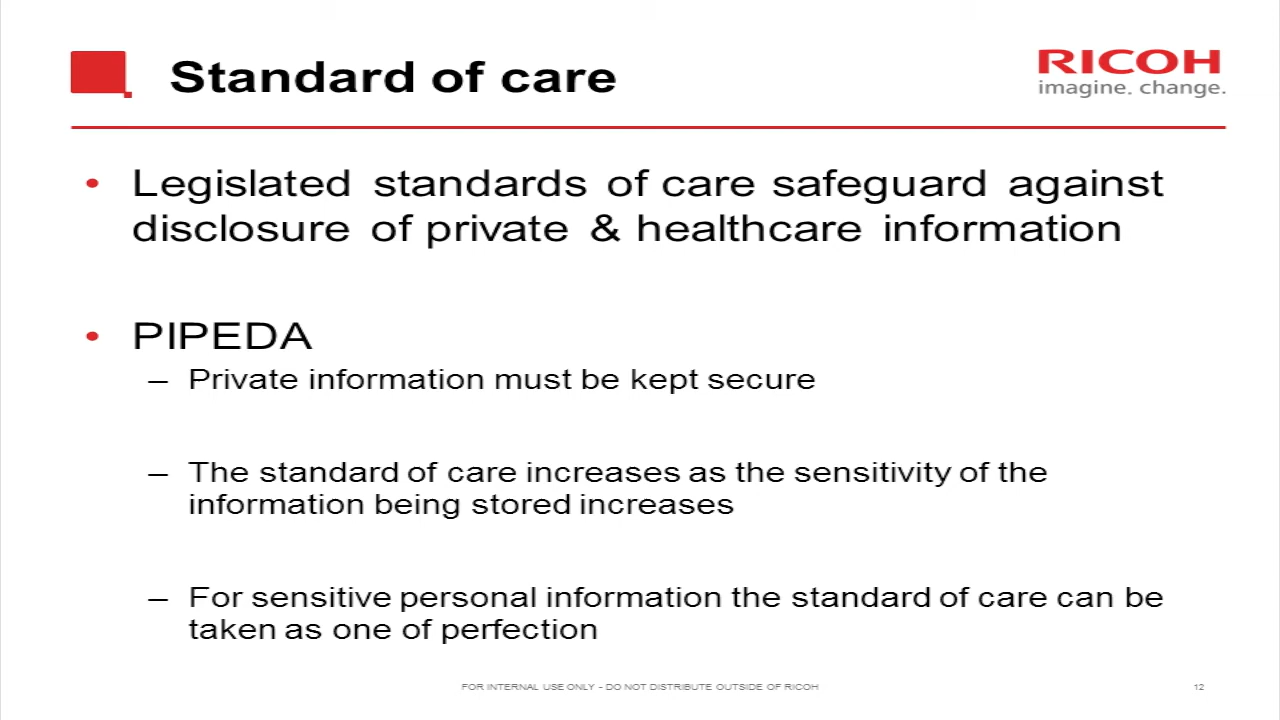 Standard of care
RICOH
imagine. change.
• Legislated standards of care safeguard against
disclosure of private & healthcare information
• PIPEDA
– Private information must be kept secure
– The standard of care increases as the sensitivity of the
information being stored increases
– For sensitive personal information the standard of care can be
taken as one of perfection
FOR INTERNAL USE ONLY - DO NOT DISTRIBUTE OUTSIDE OF RICOH
12